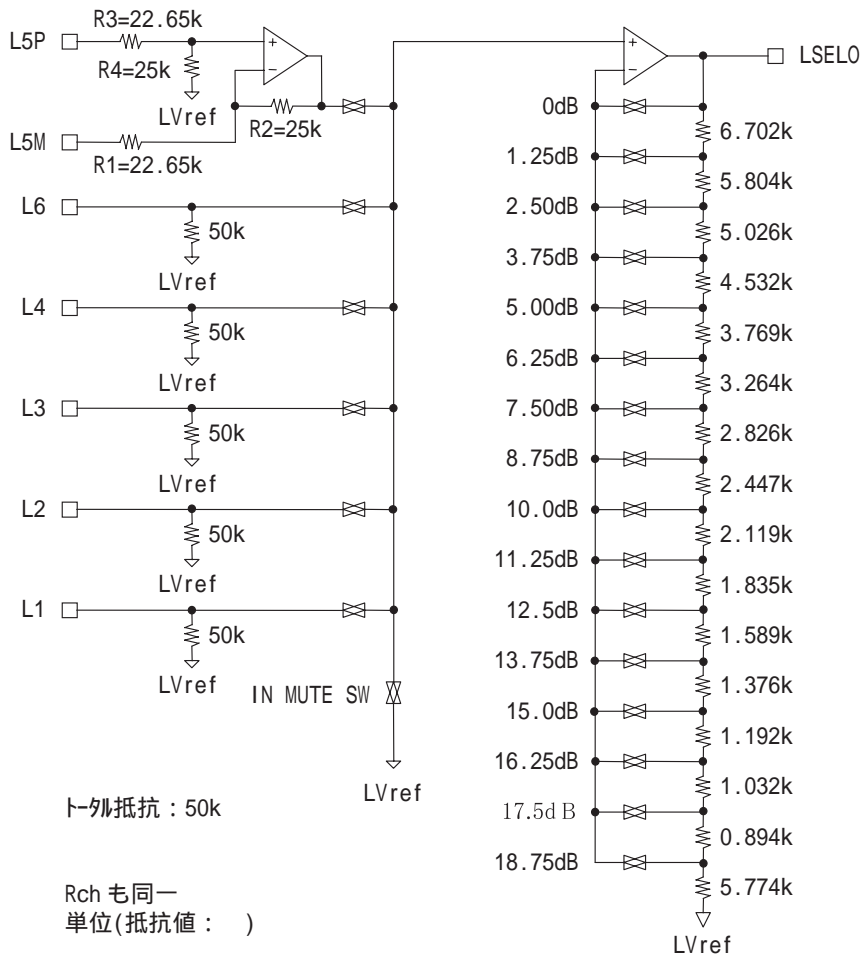 R3=22.65k
L5P
R4=25k
LVref
R2=25k
L5M
R1=22.65k
L6
50k
LVref
L4
50k
LVref
L3
50k
LVref
L2
50k
LVref
L1
50k
LVref
IN MUTE SW
LVref
トータル抵抗：50k
Rch も同一
単位(抵抗値：　)
LSELO
0dB
6.702k
1.25dB
5.804k
2.50dB
5.026k
3.75dB
4.532k
5.00dB
3.769k
6.25dB
3.264k
7.50dB
2.826k
8.75dB
2.447k
10.0dB
2.119k
11.25dB
1.835k
12.5dB
1.589k
13.75dB
1.376k
15.0dB
1.192k
16.25dB
1.032k
17.5dB
0.894k
18.75dB
5.774k
LVref
+
−
+
−